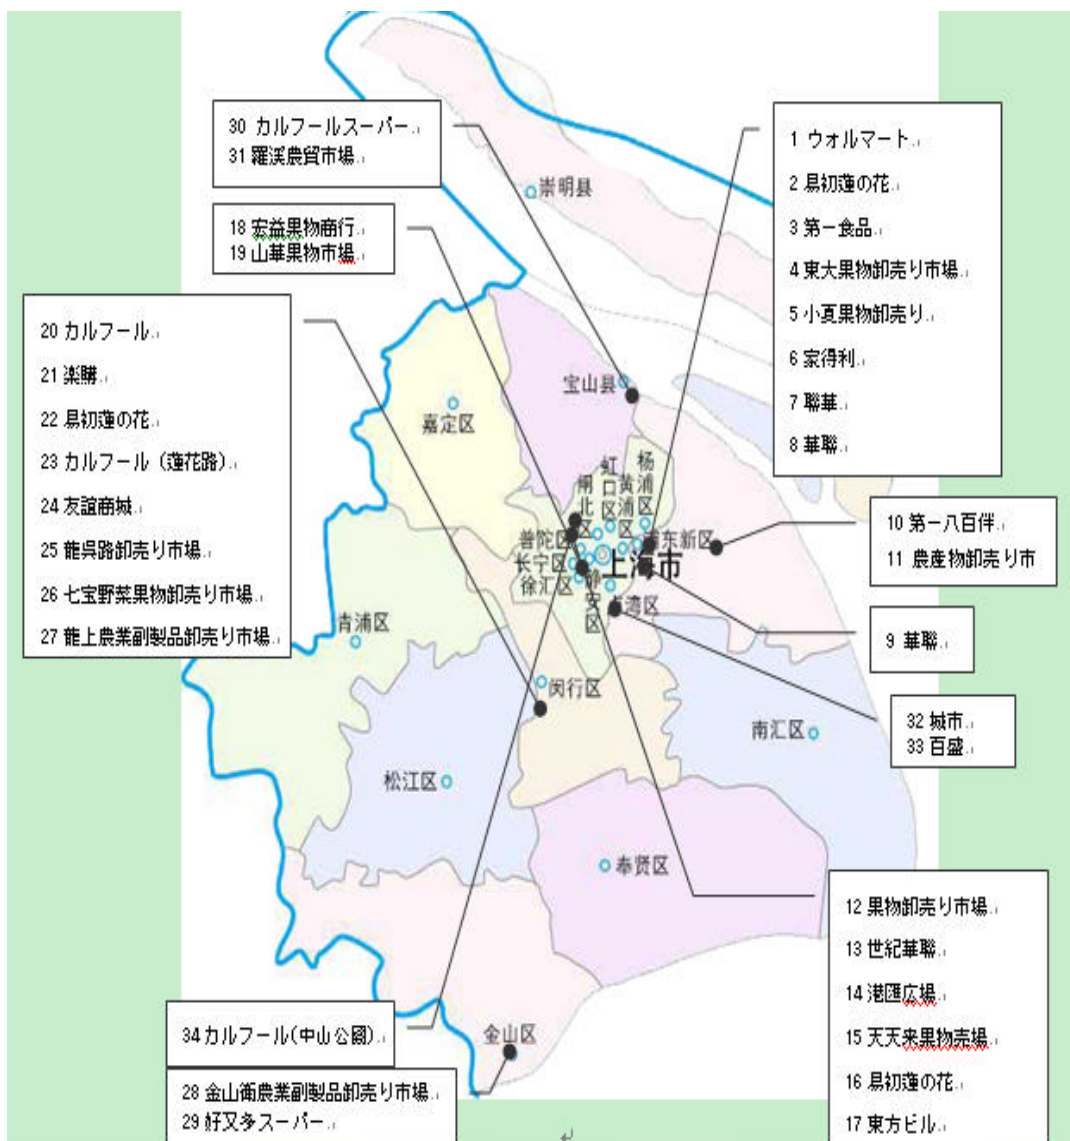 30 カルフールスーパー
31 羅渓農貿市場
18 宏益果物商行
19 山華果物市場
20 カルフール
21 楽購
22 易初蓮の花
23 カルフール（蓮花路）
24 友誼商城
25 龍呉路卸売り市場
26 七宝野菜果物卸売り市場
27 龍上農業副製品卸売り市場
1 ウォルマート
2 易初蓮の花
3 第一食品
4 東大果物卸売り市場
5 小夏果物卸売り
6 家得利
7 聯華
8 華聯
10 第一八百伴
11 農産物卸売り市
9 華聯
32 城市
33 百盛
12 果物卸売り市場
13 世紀華聯
14 港匯広場
15 天天来果物売場
16 易初蓮の花
17 東方ビル
34 カルフール(中山公園)
28 金山衛農業副製品卸売り市場
29 好又多スーパー
崇明县
宝山县
嘉定区
杨浦区
虹口区
黄浦区
闸北区
普陀区
长宁区
徐汇区
静安区
上海市
浦东新区
卢湾区
青浦区
闵行区
南汇区
松江区
奉贤区
金山区